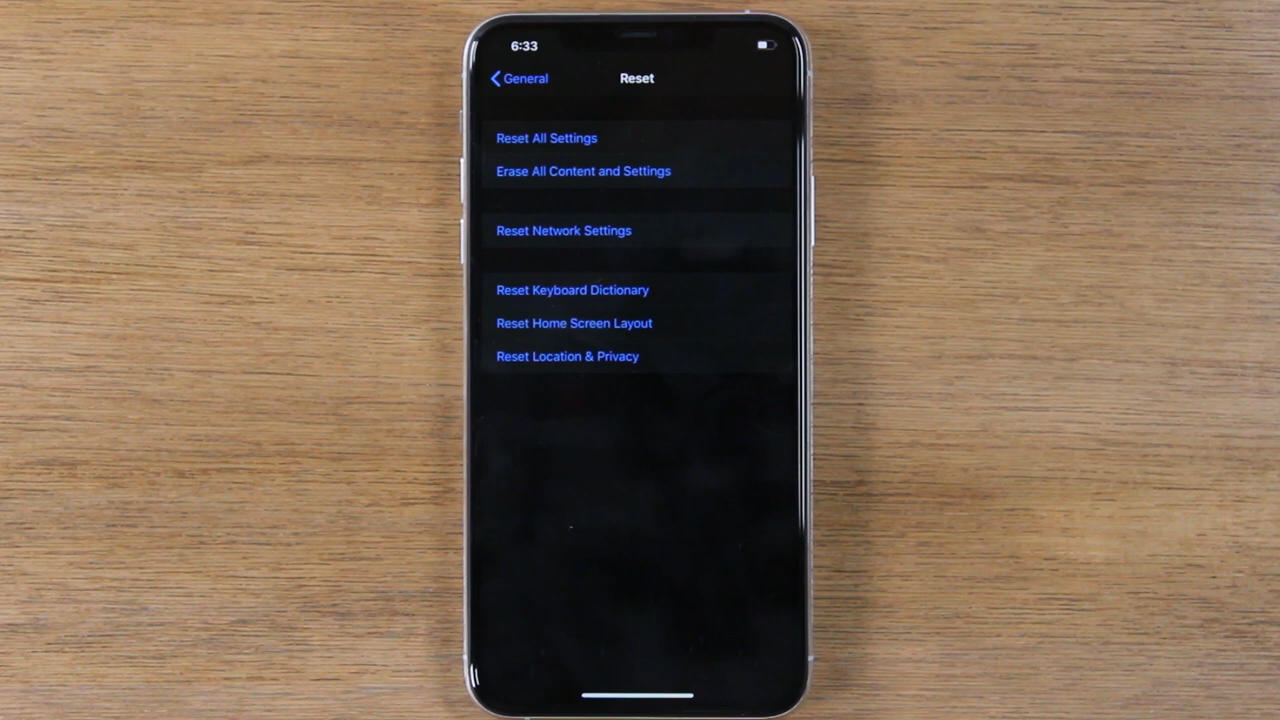 6:33
General
Reset
Reset All Settings
Erase All Content and Settings
Reset Network Settings
Reset Keyboard Dictionary
Reset Home Screen Layout
Reset Location & Privacy